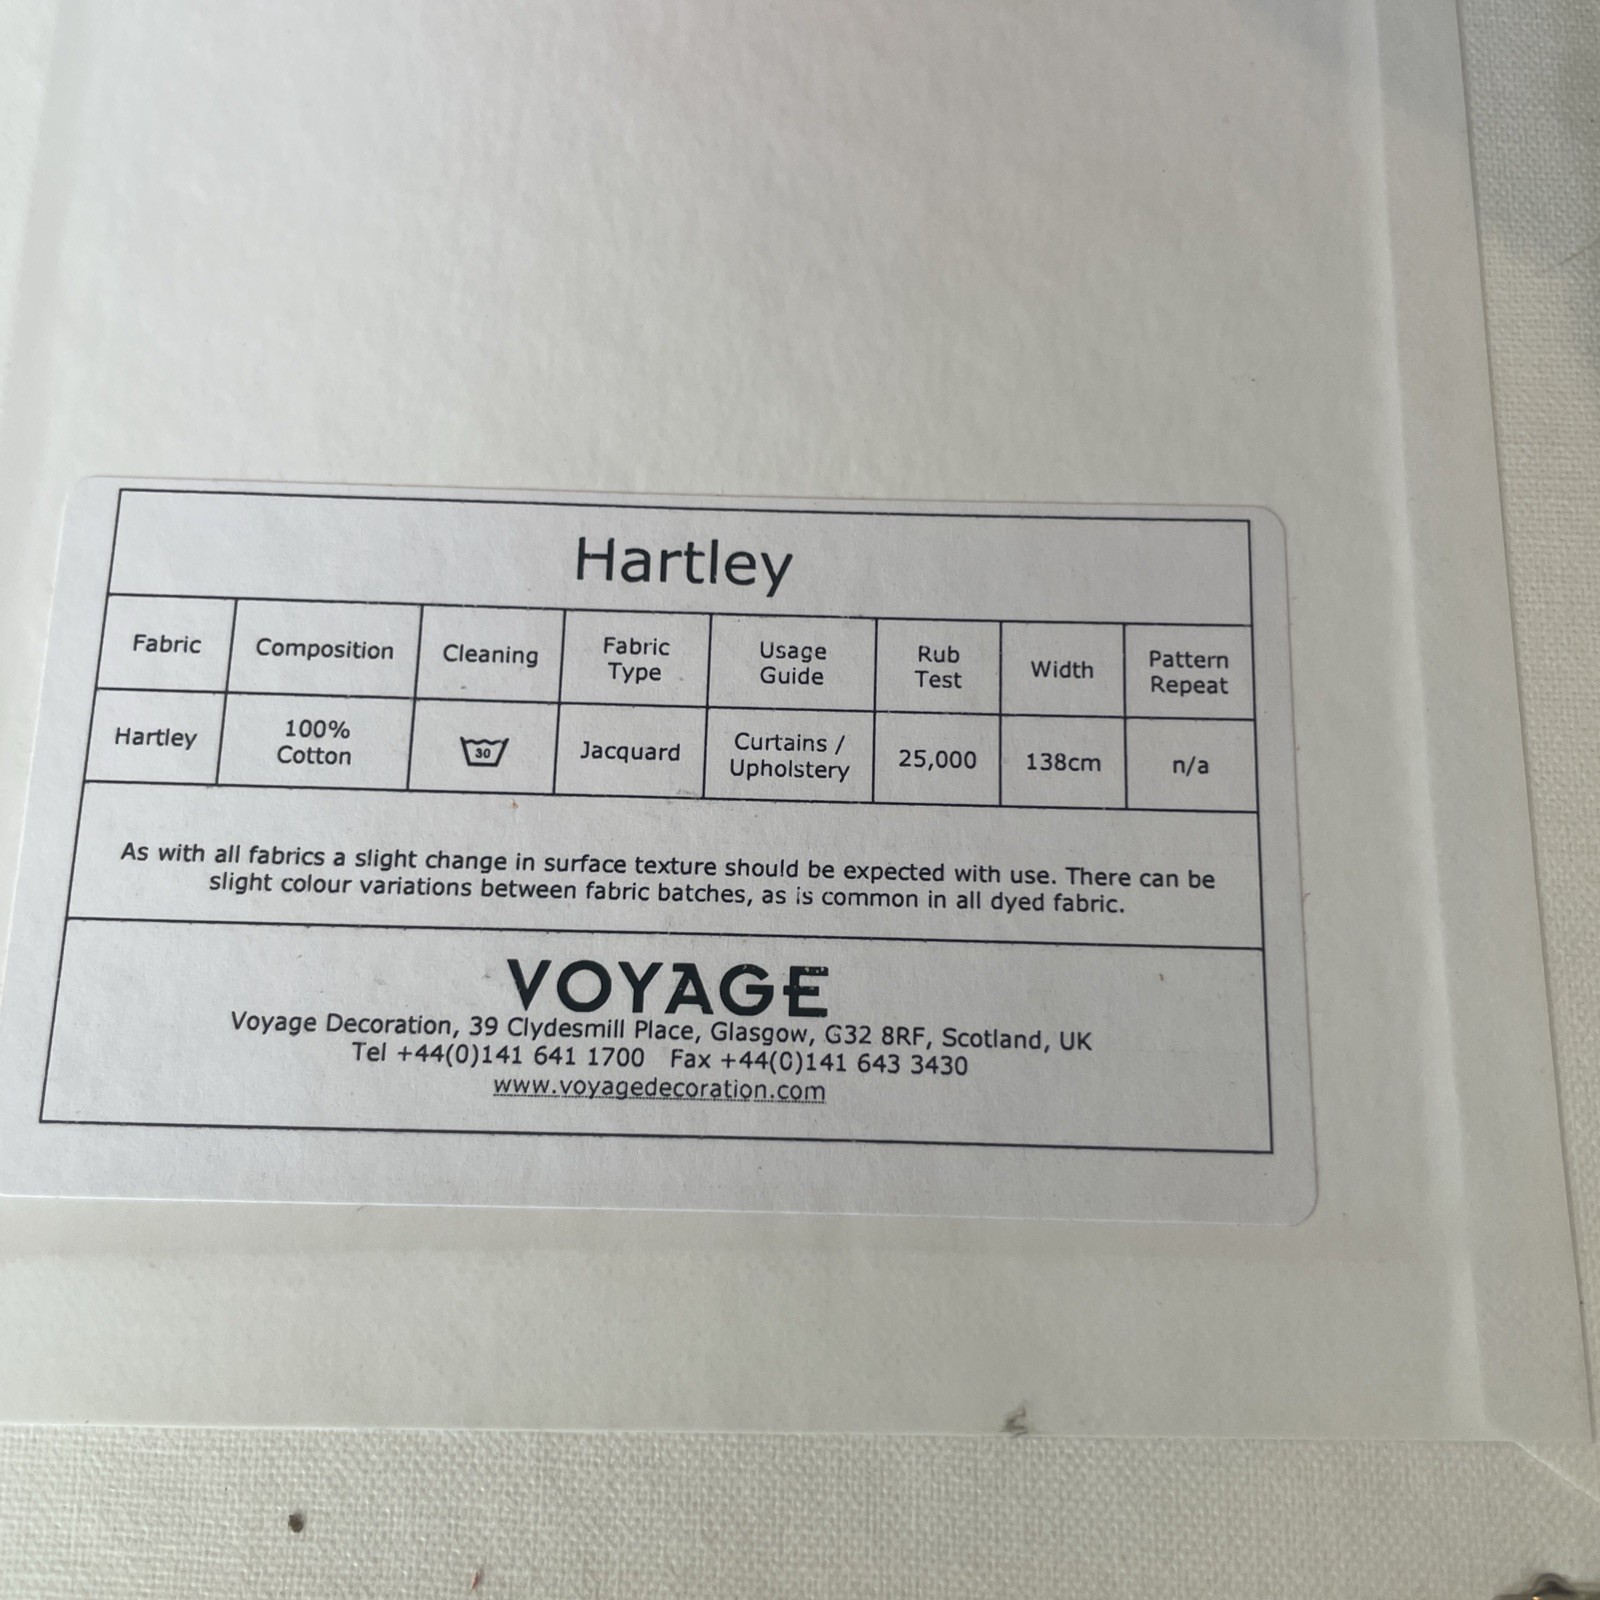 Hartley
Fabric Composition Cleaning Fabric Type Usage Guide Rub Test Width Pattern Repeat
Hartley 100% Cotton 30 Jacquard Curtains / Upholstery 25,000 138cm n/a
As with all fabrics a slight change in surface texture should be expected with use. There can be
slight colour variations between fabric batches, as is common in all dyed fabric.
VOYAGE
Voyage Decoration, 39 Clydesmill Place, Glasgow, G32 8RF, Scotland, UK
Tel +44(0)141 641 1700 Fax +44(0)141 643 3430
www.voyagedecoration.com